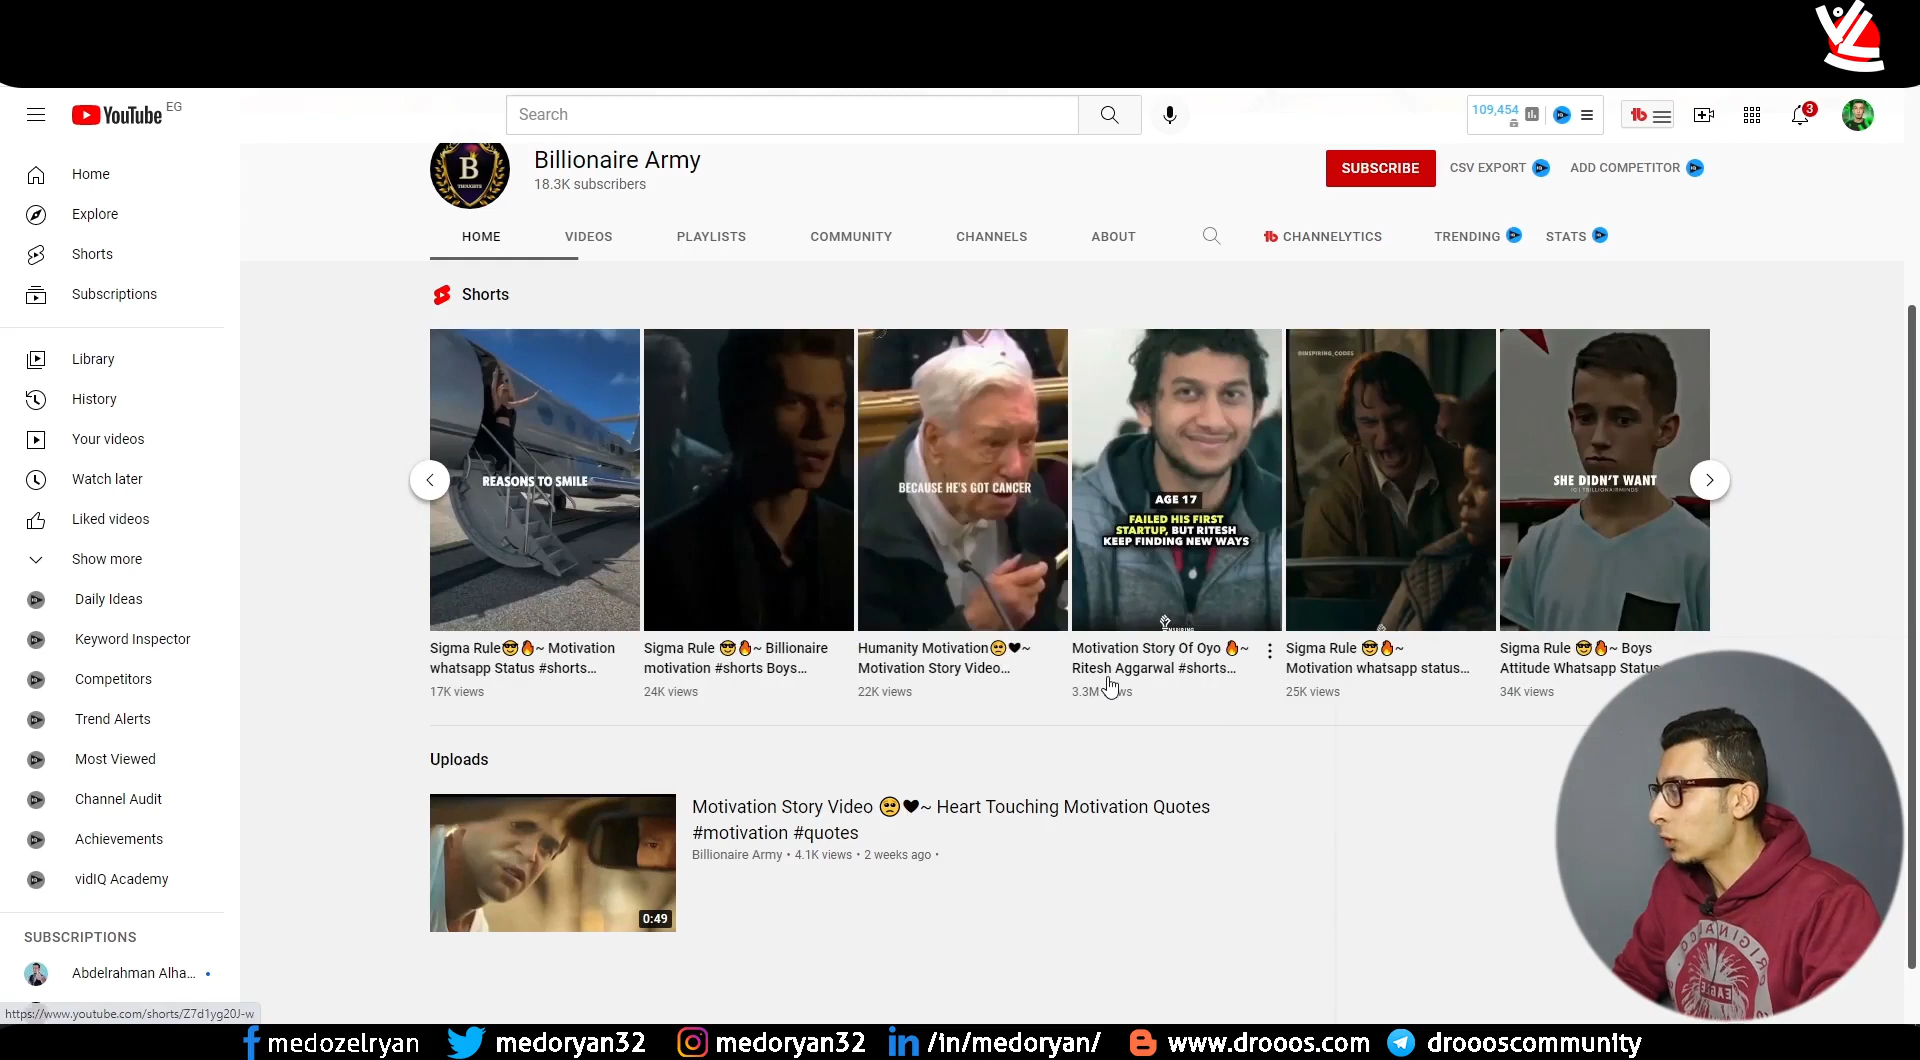 YouTube EG
Search
109,454
3
Home
Explore
Shorts
Subscriptions
Library
History
Your videos
Watch later
Liked videos
Show more
Daily Ideas
Keyword Inspector
Competitors
Trend Alerts
Most Viewed
Channel Audit
Achievements
vidIQ Academy
SUBSCRIPTIONS
Abdelrahman Alha...
https://www.youtube.com/shorts/Z7d1yg20J-w
B
THOUGHTS
Billionaire Army
18.3K subscribers
SUBSCRIBE
CSV EXPORT
ADD COMPETITOR
HOME VIDEOS PLAYLISTS COMMUNITY CHANNELS ABOUT CHANNELYTICS TRENDING STATS
Shorts
REASONS TO SMILE
Sigma Rule😎🔥~ Motivation
whatsapp Status #shorts...
17K views
Sigma Rule 😎🔥~ Billionaire
motivation #shorts Boys...
24K views
BECAUSE HE'S GOT CANCER
Humanity Motivation🥺🖤~
Motivation Story Video...
22K views
AGE 17
FAILED HIS FIRST
STARTUP, BUT RITESH
KEEP FINDING NEW WAYS
Motivation Story Of Oyo 🔥~
Ritesh Aggarwal #shorts...
3.3M
@INSPIRING_CODES
Sigma Rule 😎🔥~
Motivation whatsapp status...
25K views
SHE DIDN'T WANT
IG | TRILLIONAIRMINDS
Sigma Rule 😎🔥~ Boys
Attitude Whatsapp Status
34K views
Uploads
0:49
Motivation Story Video 🥺🖤~ Heart Touching Motivation Quotes
#motivation #quotes
Billionaire Army • 4.1K views • 2 weeks ago •
medozelryan medoryan32 medoryan32 /in/medoryan/ www.drooos.com droooscommunity